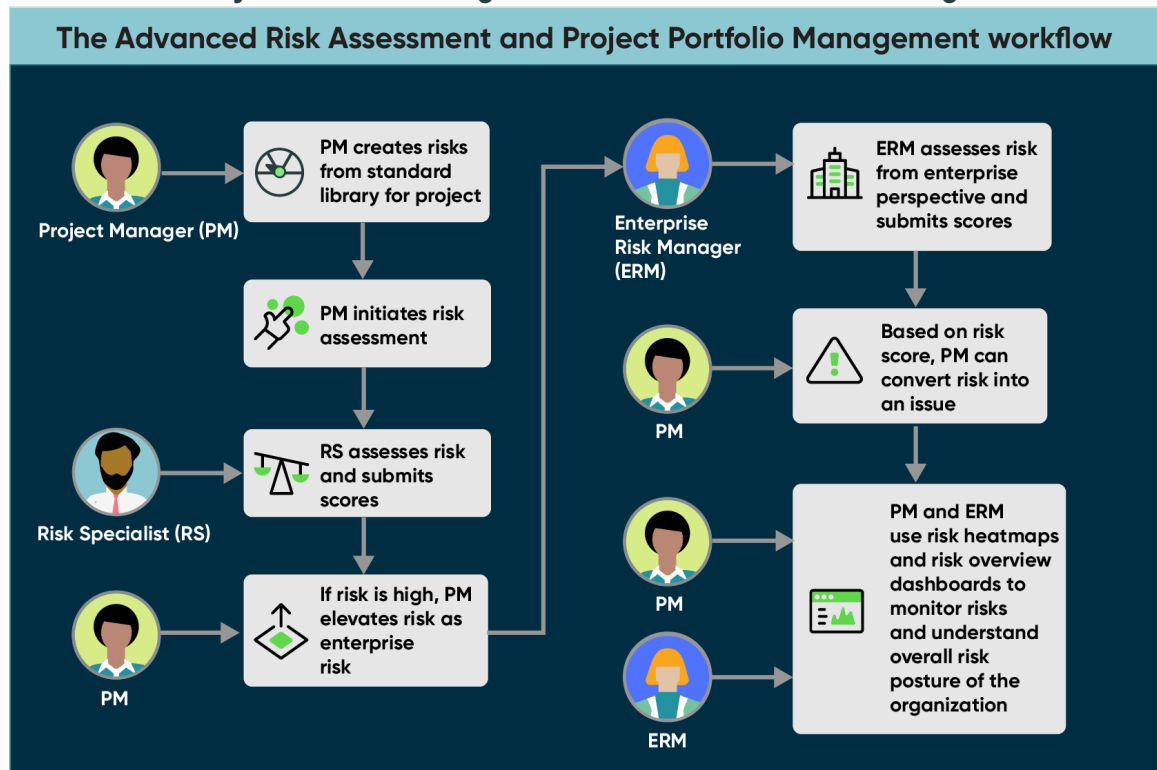 The Advanced Risk Assessment and Project Portfolio Management workflow
Project Manager (PM)
PM creates risks
from standard
library for project
PM initiates risk
assessment
Risk Specialist (RS)
RS assesses risk
and submits
scores
PM
If risk is high, PM
elevates risk as
enterprise
risk
Enterprise
Risk Manager
(ERM)
ERM assesses risk
from enterprise
perspective and
submits scores
PM
Based on risk
score, PM can
convert risk into
an issue
PM
ERM
PM and ERM
use risk heatmaps
and risk overview
dashboards to
monitor risks
and understand
overall risk
posture of the
organization